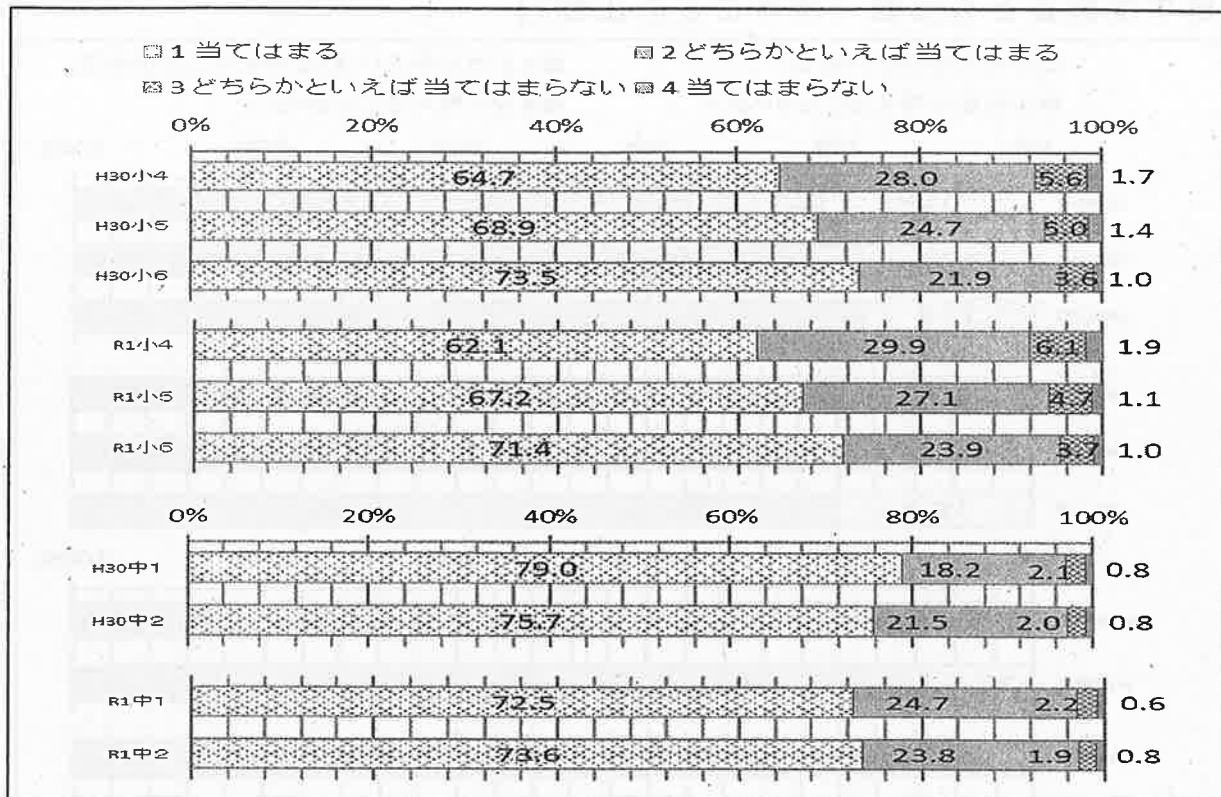 1 当てはまる 2 どちらかといえば当てはまる
3 どちらかといえば当てはまらない 4 当てはまらない
0% 20% 40% 60% 80% 100%
H30小4 64.7 28.0 5.6 1.7
H30小5 68.9 24.7 5.0 1.4
H30小6 73.5 21.9 3.6 1.0
R1小4 62.1 29.9 6.1 1.9
R1小5 67.2 27.1 4.7 1.1
R1小6 71.4 23.9 3.7 1.0
0% 20% 40% 60% 80% 100%
H30中1 79.0 18.2 2.1 0.8
H30中2 75.7 21.5 2.0 0.8
R1中1 72.5 24.7 2.2 0.6
R1中2 73.6 23.8 1.9 0.8